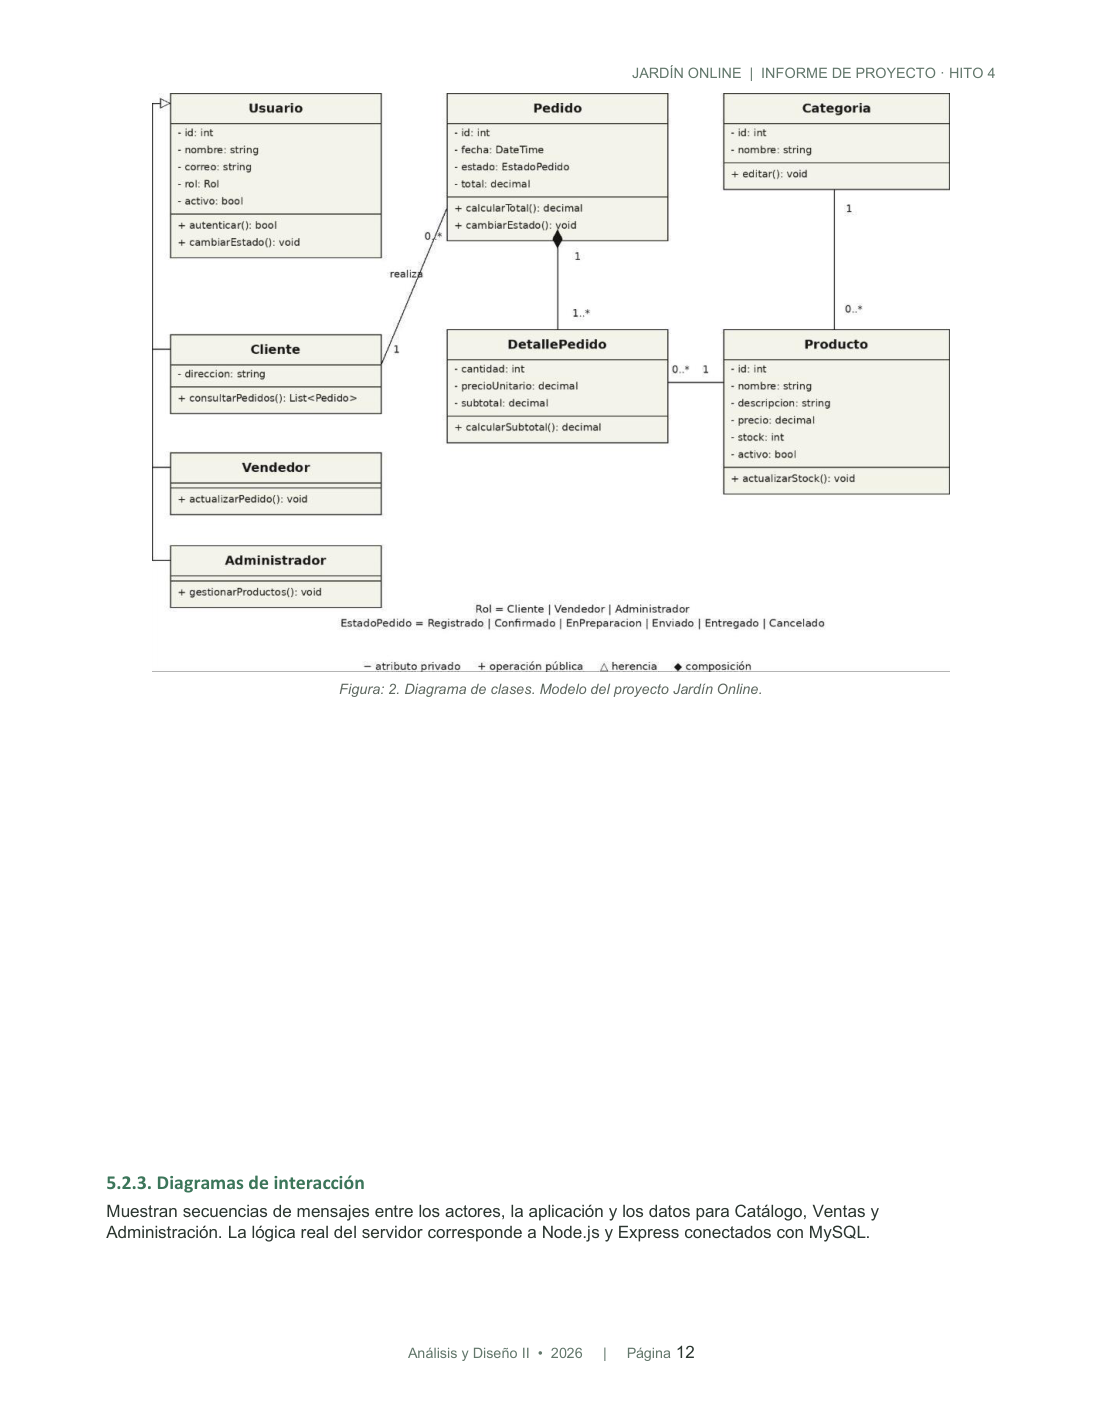 JARDÍN ONLINE | INFORME DE PROYECTO · HITO 4
Usuario
- id: int
- nombre: string
- correo: string
- rol: Rol
- activo: bool
+ autenticar(): bool
+ cambiarEstado(): void
Pedido
- id: int
- fecha: DateTime
- estado: EstadoPedido
- total: decimal
+ calcularTotal(): decimal
+ cambiarEstado(): void
Categoria
- id: int
- nombre: string
+ editar(): void
0..*
realiza
1
1
1..*
1
0..*
Cliente
- direccion: string
+ consultarPedidos(): List<Pedido>
DetallePedido
- cantidad: int
- precioUnitario: decimal
- subtotal: decimal
+ calcularSubtotal(): decimal
0..* 1
Producto
- id: int
- nombre: string
- descripcion: string
- precio: decimal
- stock: int
- activo: bool
+ actualizarStock(): void
Vendedor
+ actualizarPedido(): void
Administrador
+ gestionarProductos(): void
Rol = Cliente | Vendedor | Administrador
EstadoPedido = Registrado | Confirmado | EnPreparacion | Enviado | Entregado | Cancelado
− atributo privado + operación pública △ herencia ◆ composición
Figura: 2. Diagrama de clases. Modelo del proyecto Jardín Online.
5.2.3. Diagramas de interacción
Muestran secuencias de mensajes entre los actores, la aplicación y los datos para Catálogo, Ventas y
Administración. La lógica real del servidor corresponde a Node.js y Express conectados con MySQL.
Análisis y Diseño II • 2026 | Página 12